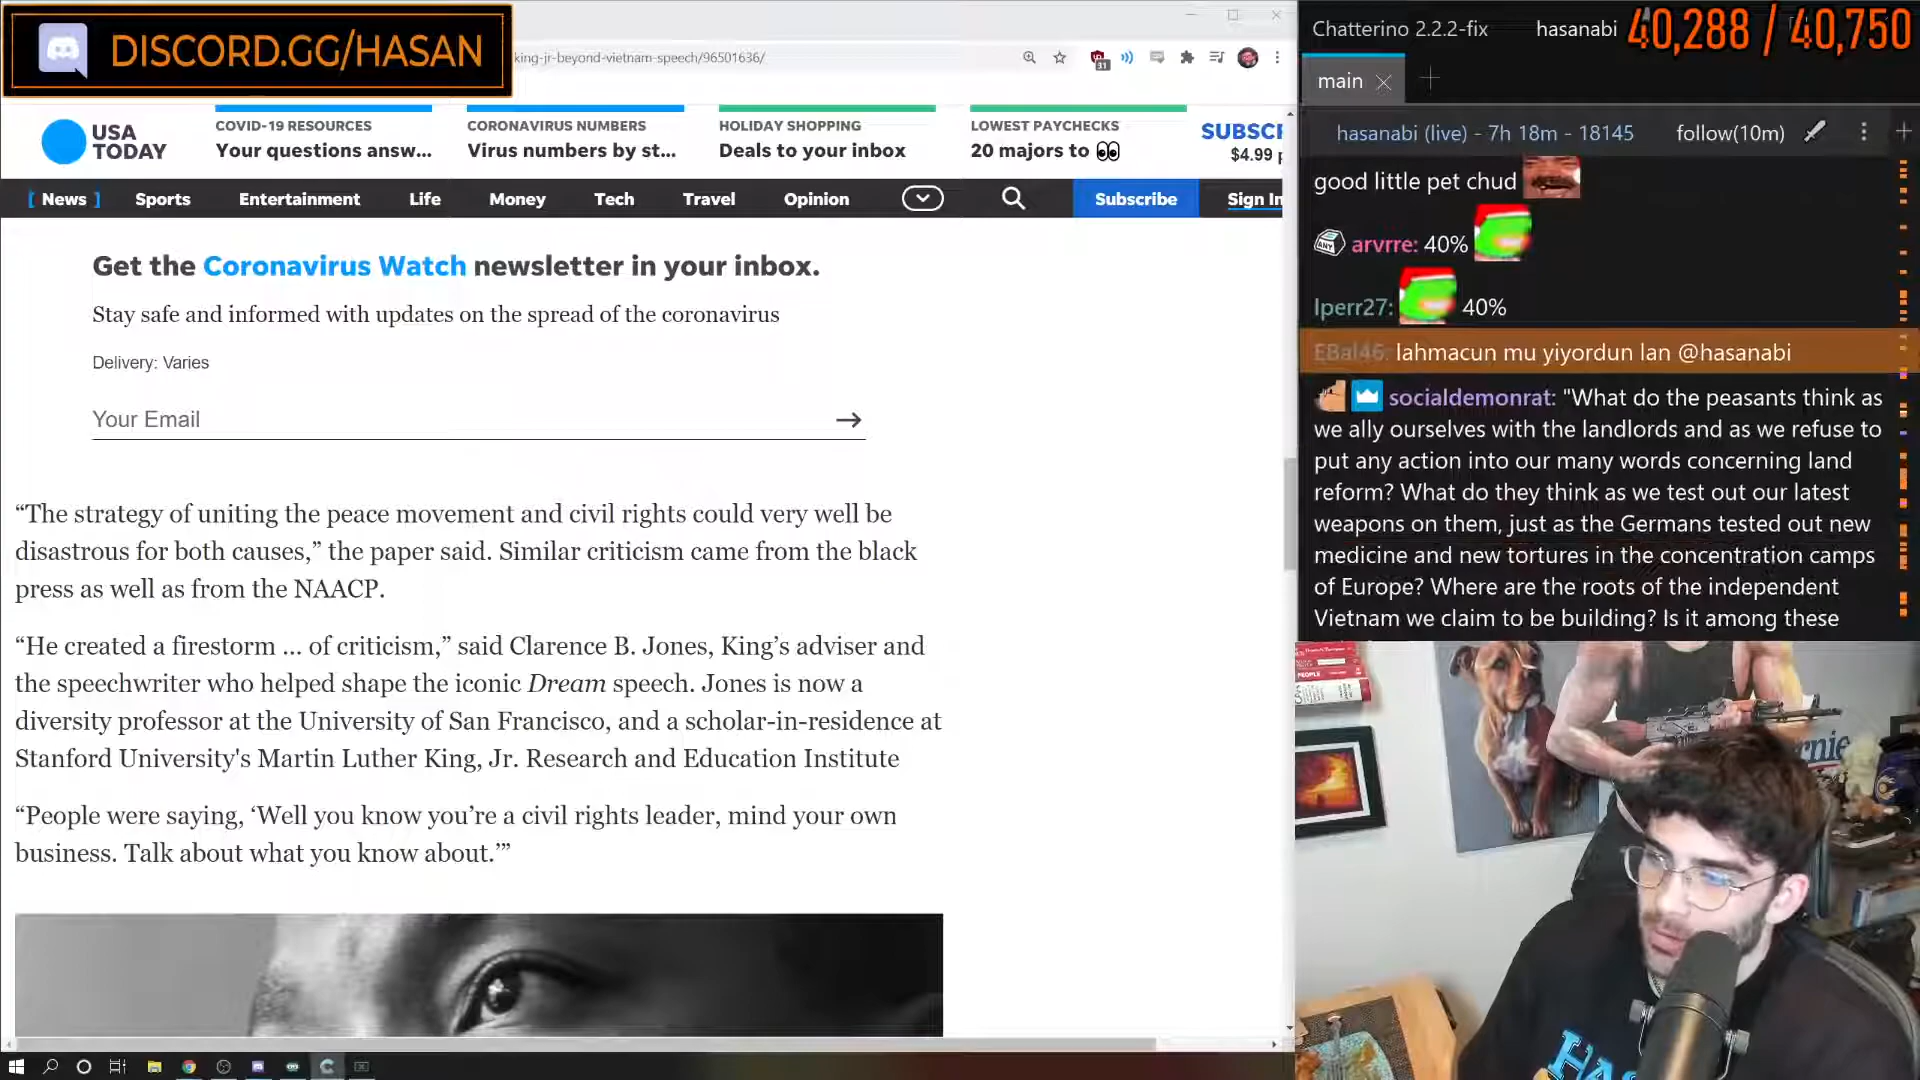 DISCORD.GG/HASAN
king-jr-beyond-vietnam-speech/96501636/
31
USA
TODAY
COVID-19 RESOURCES
Your questions answ...
CORONAVIRUS NUMBERS
Virus numbers by st...
HOLIDAY SHOPPING
Deals to your inbox
LOWEST PAYCHECKS
20 majors to 👀
SUBSC
$4.99 p
[ News ] Sports Entertainment Life Money Tech Travel Opinion Subscribe Sign In
Get the Coronavirus Watch newsletter in your inbox.
Stay safe and informed with updates on the spread of the coronavirus
Delivery: Varies
Your Email
“The strategy of uniting the peace movement and civil rights could very well be
disastrous for both causes,” the paper said. Similar criticism came from the black
press as well as from the NAACP.
“He created a firestorm ... of criticism,” said Clarence B. Jones, King’s adviser and
the speechwriter who helped shape the iconic Dream speech. Jones is now a
diversity professor at the University of San Francisco, and a scholar-in-residence at
Stanford University's Martin Luther King, Jr. Research and Education Institute
“People were saying, ‘Well you know you’re a civil rights leader, mind your own
business. Talk about what you know about.’”
Chatterino 2.2.2-fix hasanabi
40,288 / 40,750
main
hasanabi (live) - 7h 18m - 18145 follow(10m)
good little pet chud
ANY arvrre: 40%
lperr27: 40%
EBal46: lahmacun mu yiyordun lan @hasanabi
socialdemonrat: "What do the peasants think as
we ally ourselves with the landlords and as we refuse to
put any action into our many words concerning land
reform? What do they think as we test out our latest
weapons on them, just as the Germans tested out new
medicine and new tortures in the concentration camps
of Europe? Where are the roots of the independent
Vietnam we claim to be building? Is it among these
PEOPLE
rnie
HAS